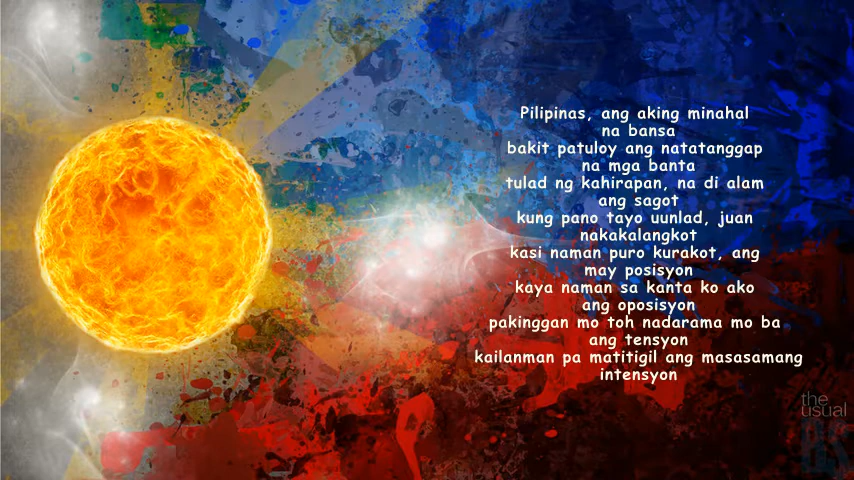 Pilipinas, ang aking minahal
na bansa
bakit patuloy ang natatanggap
na mga banta
tulad ng kahirapan, na di alam
ang sagot
kung pano tayo uunlad, juan
nakakalangkot
kasi naman puro kurakot, ang
may posisyon
kaya naman sa kanta ko ako
ang oposisyon
pakinggan mo toh nadarama mo ba
ang tensyon
kailanman pa matitigil ang masasamang
intensyon
the
usual